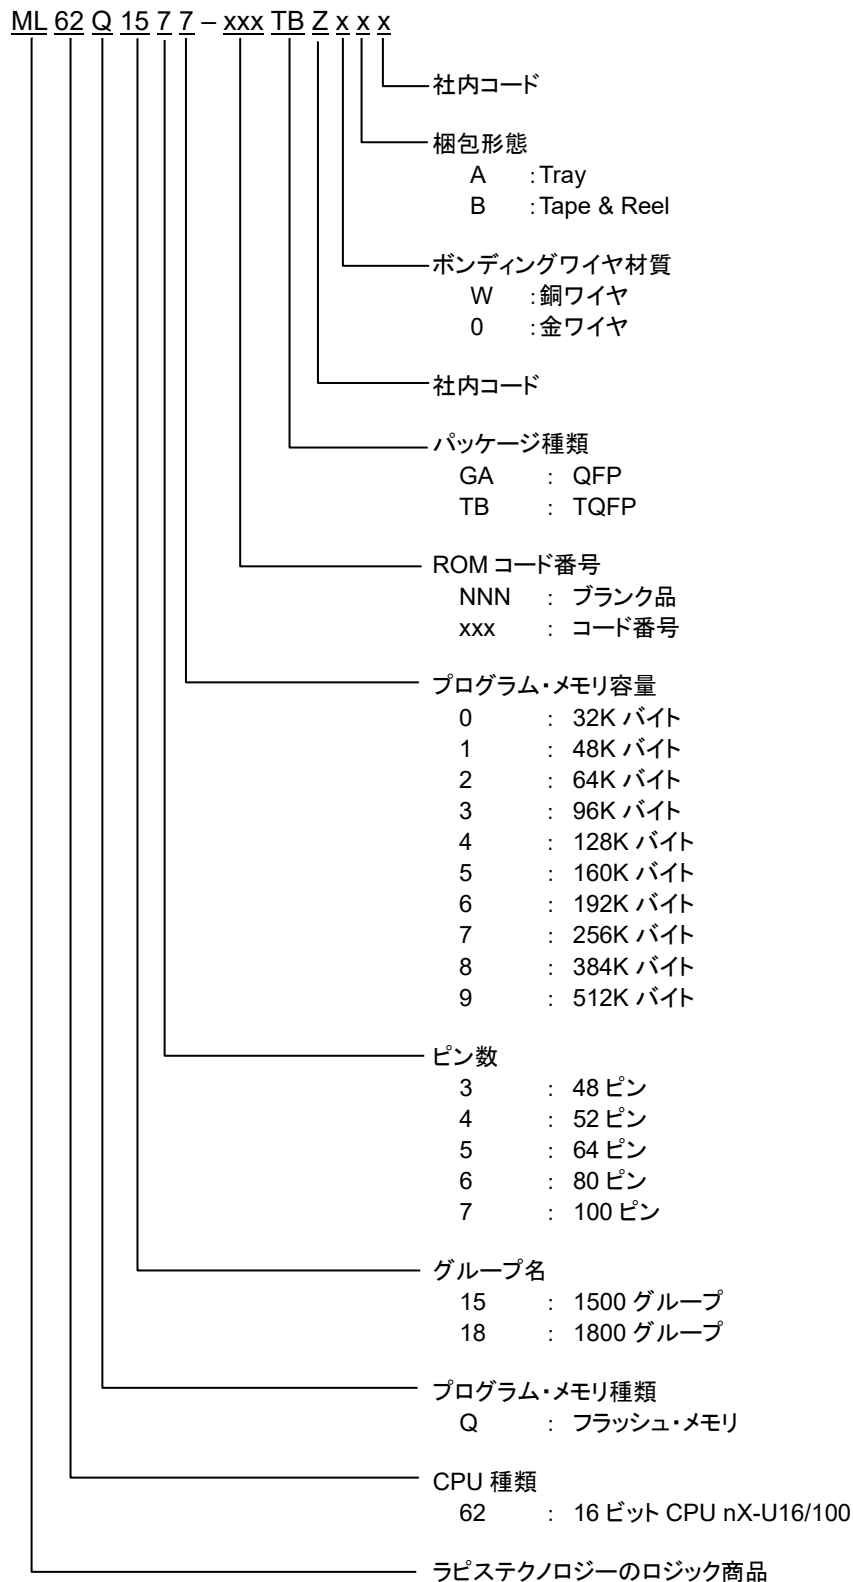 ML 62 Q 15 7 7 – xxx TB Z x x x
社内コード
梱包形態
A : Tray
B : Tape & Reel
ボンディングワイヤ材質
W : 銅ワイヤ
0 : 金ワイヤ
社内コード
パッケージ種類
GA : QFP
TB : TQFP
ROM コード番号
NNN : ブランク品
xxx : コード番号
プログラム・メモリ容量
0 : 32K バイト
1 : 48K バイト
2 : 64K バイト
3 : 96K バイト
4 : 128K バイト
5 : 160K バイト
6 : 192K バイト
7 : 256K バイト
8 : 384K バイト
9 : 512K バイト
ピン数
3 : 48 ピン
4 : 52 ピン
5 : 64 ピン
6 : 80 ピン
7 : 100 ピン
グループ名
15 : 1500 グループ
18 : 1800 グループ
プログラム・メモリ種類
Q : フラッシュ・メモリ
CPU 種類
62 : 16 ビット CPU nX-U16/100
ラピステクノロジーのロジック商品